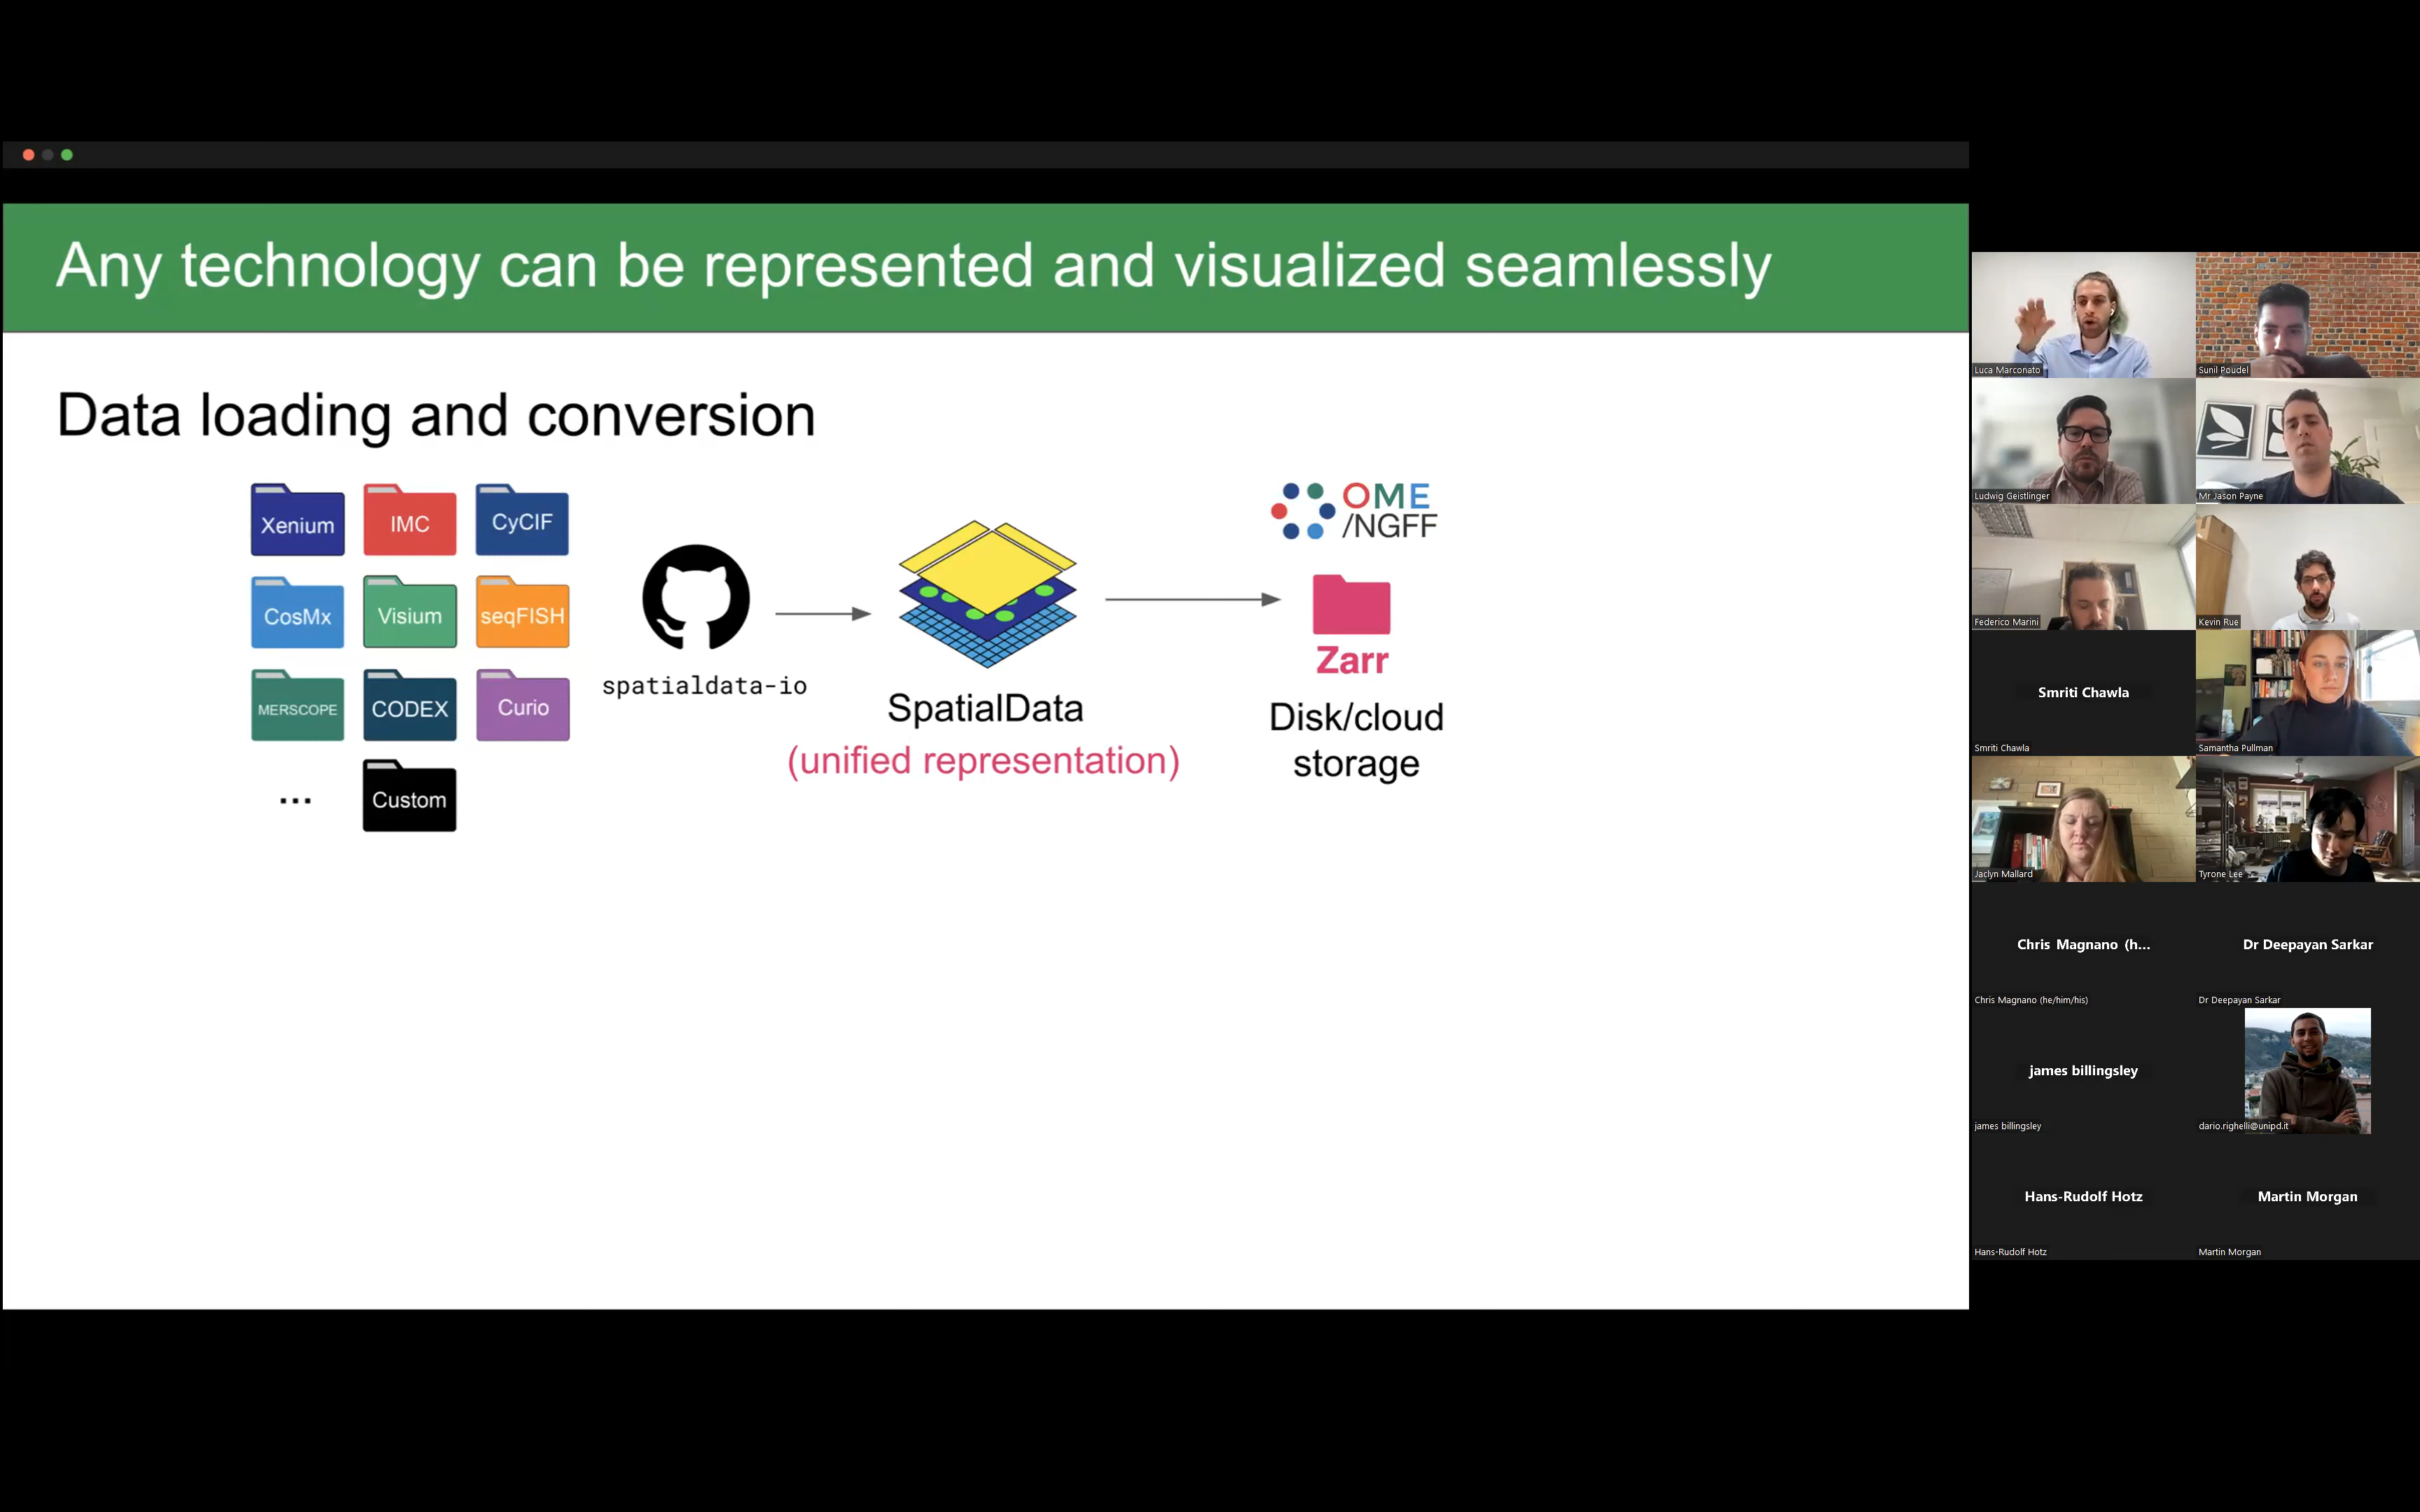 Any technology can be represented and visualized seamlessly
Data loading and conversion
Xenium
IMC
CyCIF
CosMx
Visium
seqFISH
MERSCOPE
CODEX
Curio
...
Custom
spatialdata-io
SpatialData
(unified representation)
OME
/NGFF
Zarr
Disk/cloud
storage
Luca Marconato
Sunil Poudel
Ludwig Geistlinger
Mr Jason Payne
Federico Marini
Kevin Rue
Smriti Chawla
Smriti Chawla
Samantha Pullman
Jaclyn Mallard
Tyrone Lee
Chris Magnano (h...
Chris Magnano (he/him/his)
Dr Deepayan Sarkar
Dr Deepayan Sarkar
james billingsley
james billingsley
dario.righelli@unipd.it
Hans-Rudolf Hotz
Hans-Rudolf Hotz
Martin Morgan
Martin Morgan